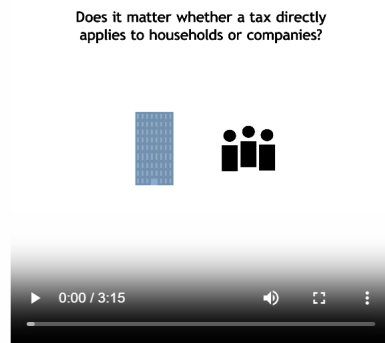 Does it matter whether a tax directly
applies to households or companies?
0:00 / 3:15